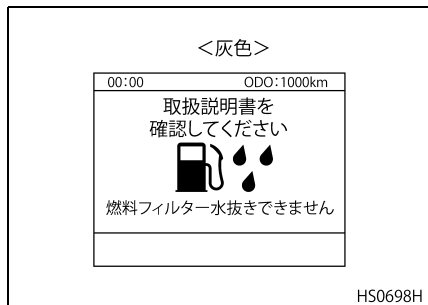 ＜灰色＞
00:00 ODO:1000km
取扱説明書を
確認してください
燃料フィルター水抜きできません
HS0698H